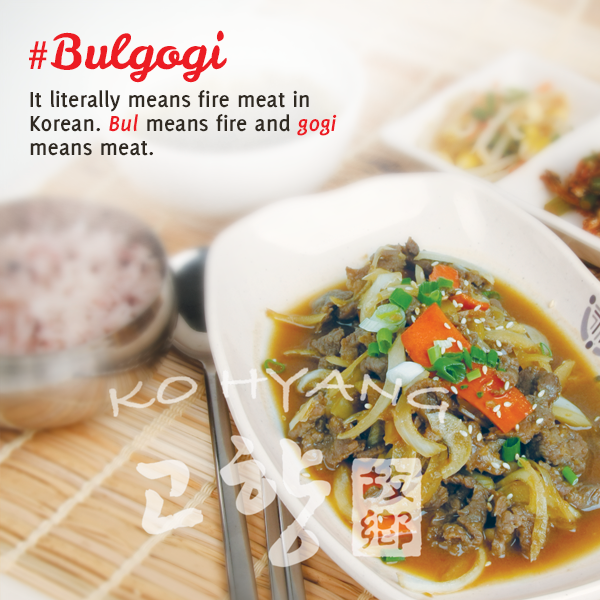 #Bulgogi
It literally means fire meat in
Korean. Bul means fire and gogi
means meat.
KO HYANG
고향 故鄉